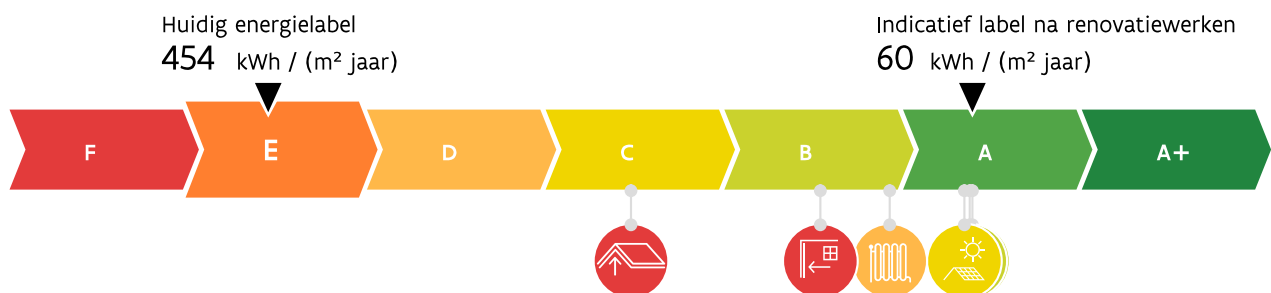 Huidig energielabel
454 kWh / (m² jaar)
Indicatief label na renovatiewerken
60 kWh / (m² jaar)
F E D C B A A+